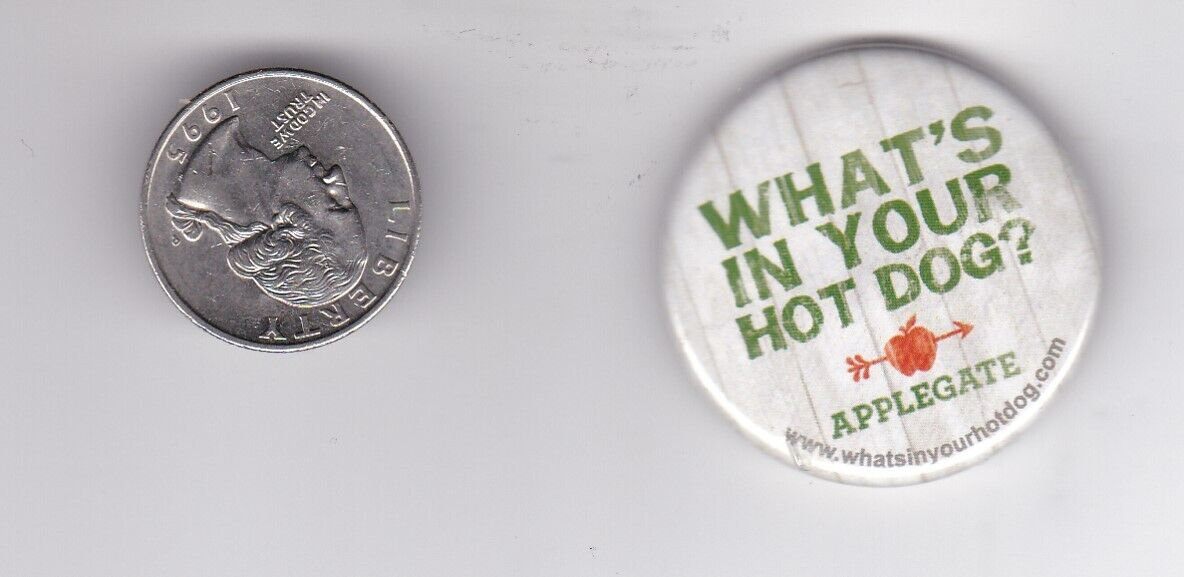 LIBERTY
IN GOD WE
TRUST
1995
WHAT'S
IN YOUR
HOT DOG?
APPLEGATE
www.whatsinyourhotdog.com